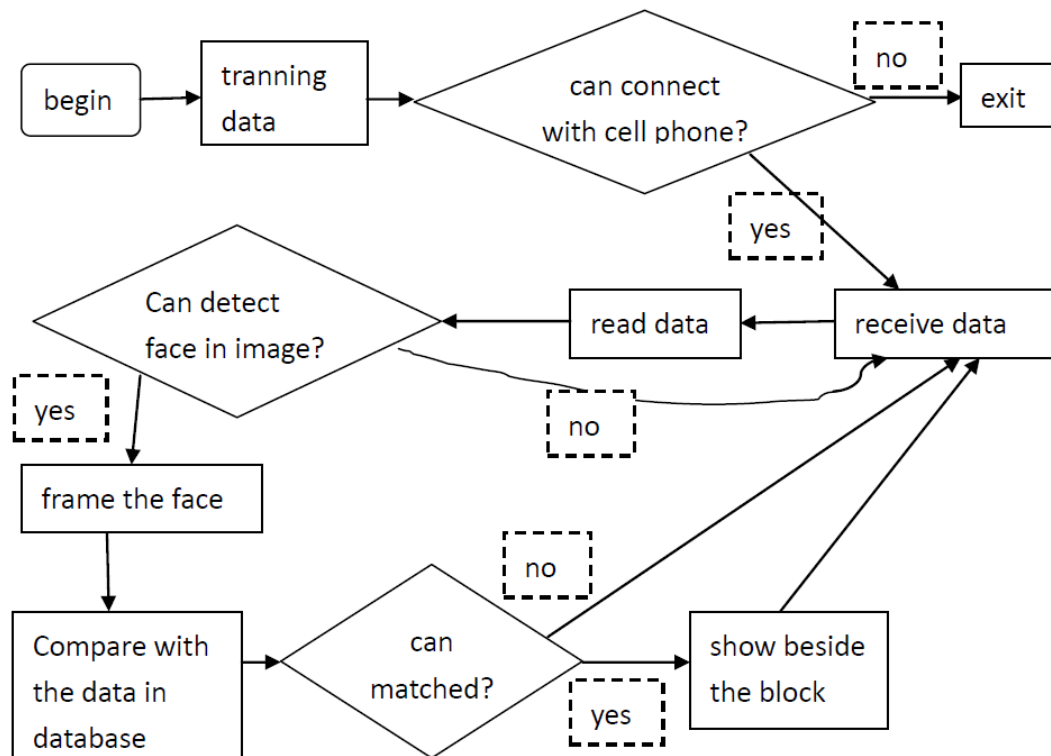 begin
tranning
data
can connect
with cell phone?
no
exit
yes
Can detect
face in image?
read data
receive data
yes
no
frame the face
no
Compare with
the data in
database
can
matched?
yes
show beside
the block